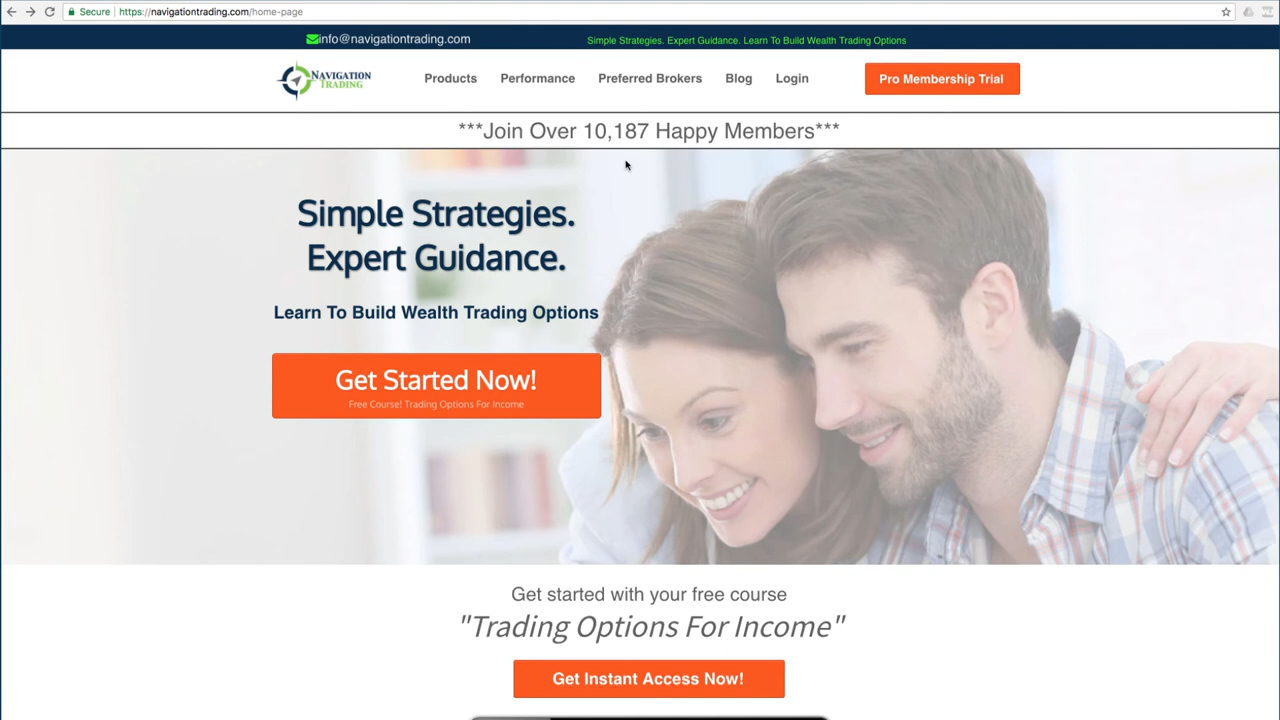 Secure https://navigationtrading.com/home-page
info@navigationtrading.com
Simple Strategies. Expert Guidance. Learn To Build Wealth Trading Options
NAVIGATION
TRADING
Products
Performance
Preferred Brokers
Blog
Login
Pro Membership Trial
***Join Over 10,187 Happy Members***
Simple Strategies.
Expert Guidance.
Learn To Build Wealth Trading Options
Get Started Now!
Free Course! Trading Options For Income
Get started with your free course
"Trading Options For Income"
Get Instant Access Now!